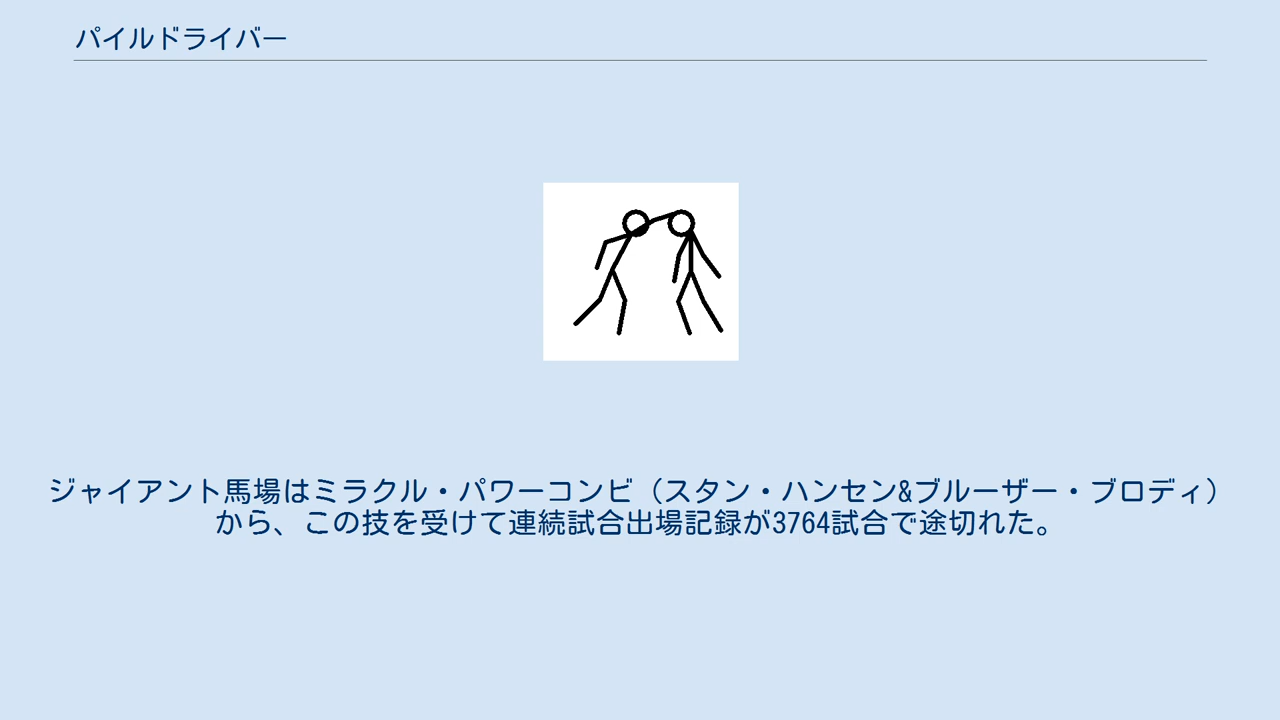 パイルドライバー
ジャイアント馬場はミラクル・パワーコンビ（スタン・ハンセン&ブルーザー・ブロディ）
から、この技を受けて連続試合出場記録が3764試合で途切れた。